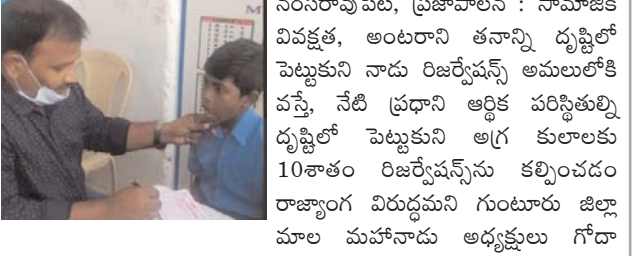 నంసరావుపేట, ప్రజాపాలన : సామాజిక
వివక్షత, అంటరాని తనాన్ని దృష్టిలో
పెట్టుకుని నాడు రిజర్వేషన్స్ అమలులోకి
వస్తే, నేటి ప్రధాని ఆర్థిక పరిస్థితుల్ని
దృష్టిలో పెట్టుకుని అగ్ర కులాలకు
10శాతం రిజర్వేషన్స్‌ను కల్పించడం
రాజ్యాంగ విరుద్ధమని గుంటూరు జిల్లా
మాల మహానాడు అధ్యక్షులు గోదా